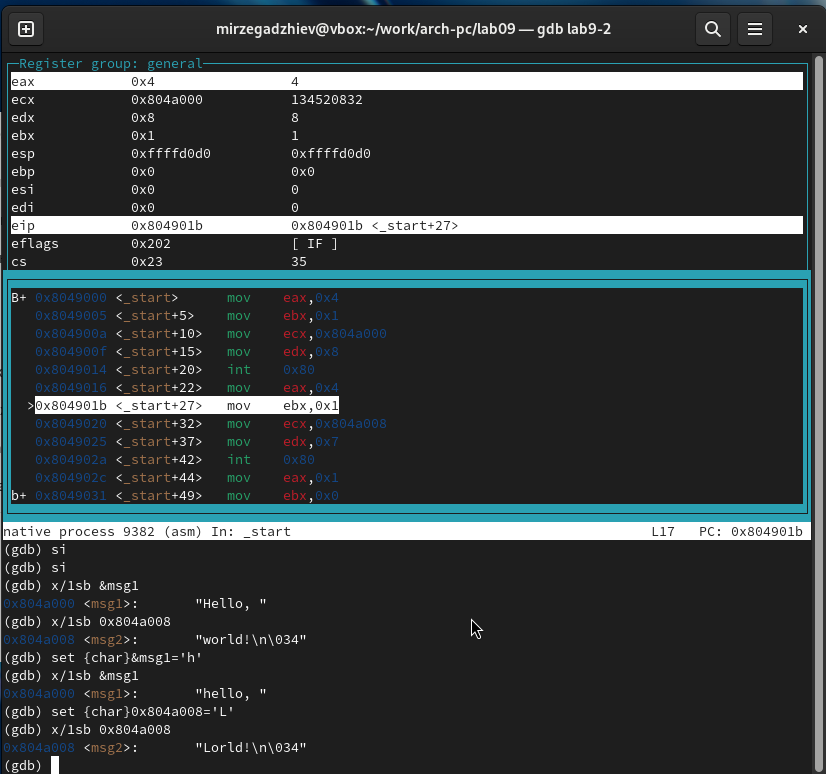 mirzegadzhiev@vbox:~/work/arch-pc/lab09 — gdb lab9-2
Register group: general
eax 0x4 4
ecx 0x804a000 134520832
edx 0x8 8
ebx 0x1 1
esp 0xffffd0d0 0xffffd0d0
ebp 0x0 0x0
esi 0x0 0
edi 0x0 0
eip 0x804901b 0x804901b <_start+27>
eflags 0x202 [ IF ]
cs 0x23 35
B+ 0x8049000 <_start> mov eax,0x4
0x8049005 <_start+5> mov ebx,0x1
0x804900a <_start+10> mov ecx,0x804a000
0x804900f <_start+15> mov edx,0x8
0x8049014 <_start+20> int 0x80
0x8049016 <_start+22> mov eax,0x4
>0x804901b <_start+27> mov ebx,0x1
0x8049020 <_start+32> mov ecx,0x804a008
0x8049025 <_start+37> mov edx,0x7
0x804902a <_start+42> int 0x80
0x804902c <_start+44> mov eax,0x1
b+ 0x8049031 <_start+49> mov ebx,0x0
native process 9382 (asm) In: _start L17 PC: 0x804901b
(gdb) si
(gdb) si
(gdb) x/1sb &msg1
0x804a000 <msg1>: "Hello, "
(gdb) x/1sb 0x804a008
0x804a008 <msg2>: "world!\n\034"
(gdb) set {char}&msg1='h'
(gdb) x/1sb &msg1
0x804a000 <msg1>: "hello, "
(gdb) set {char}0x804a008='L'
(gdb) x/1sb 0x804a008
0x804a008 <msg2>: "Lorld!\n\034"
(gdb)